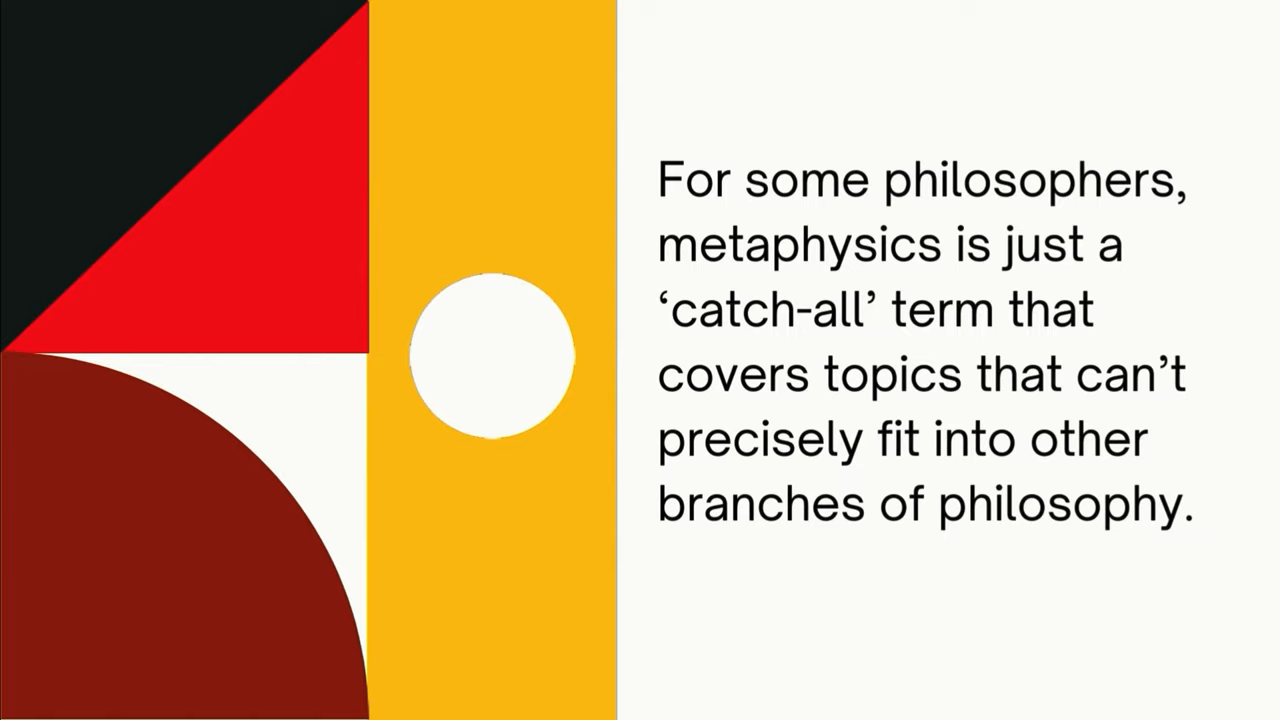 For some philosophers,
metaphysics is just a
‘catch-all’ term that
covers topics that can’t
precisely fit into other
branches of philosophy.